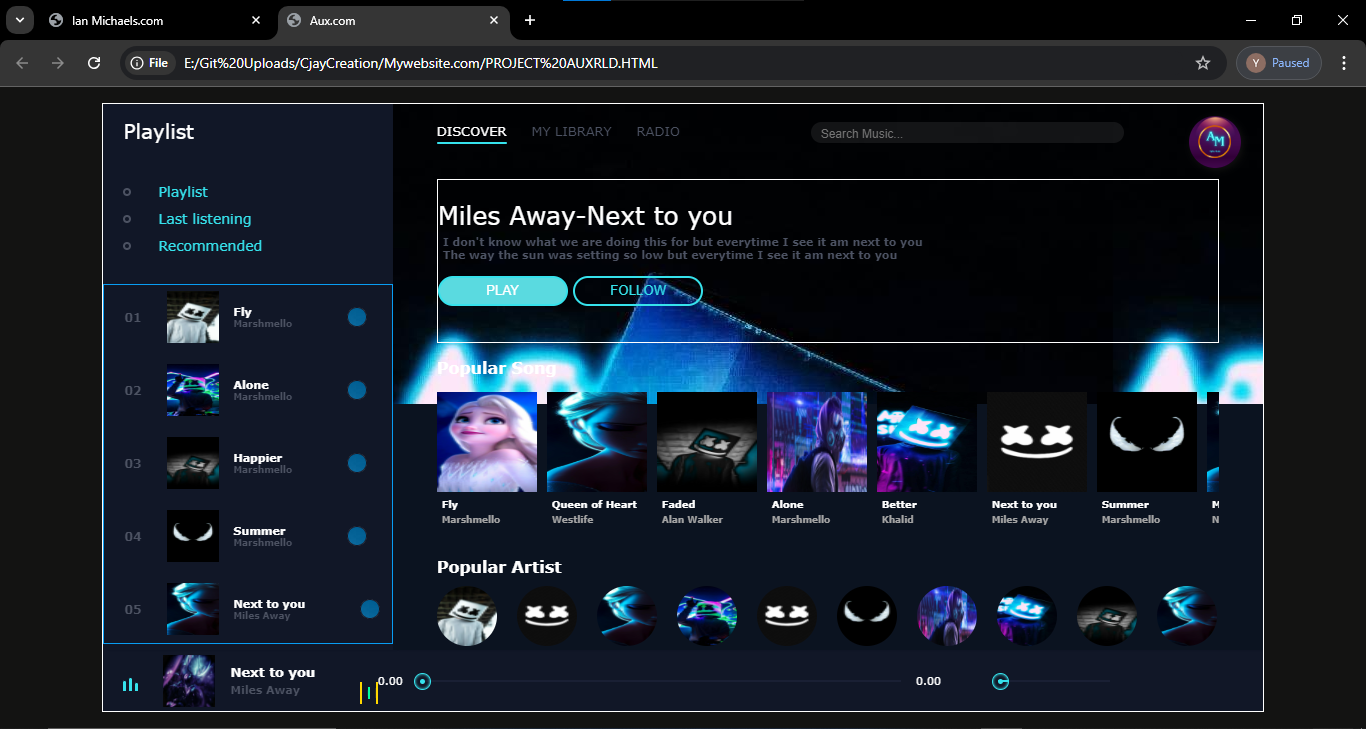 Ian Michaels.com
Aux.com
File
E:/Git%20Uploads/CjayCreation/Mywebsite.com/PROJECT%20AUXRLD.HTML
Y
Paused
Playlist
DISCOVER
MY LIBRARY
RADIO
Search Music...
AM
Playlist
Last listening
Recommended
Miles Away-Next to you
I don't know what we are doing this for but everytime I see it am next to you
The way the sun was setting so low but everytime I see it am next to you
PLAY
FOLLOW
01
Fly
Marshmello
02
Alone
Marshmello
03
Happier
Marshmello
04
Summer
Marshmello
05
Next to you
Miles Away
Popular Song
Fly
Marshmello
Queen of Heart
Westlife
Faded
Alan Walker
Alone
Marshmello
Better
Khalid
Next to you
Miles Away
Summer
Marshmello
M
N
Popular Artist
Next to you
Miles Away
0.00
0.00